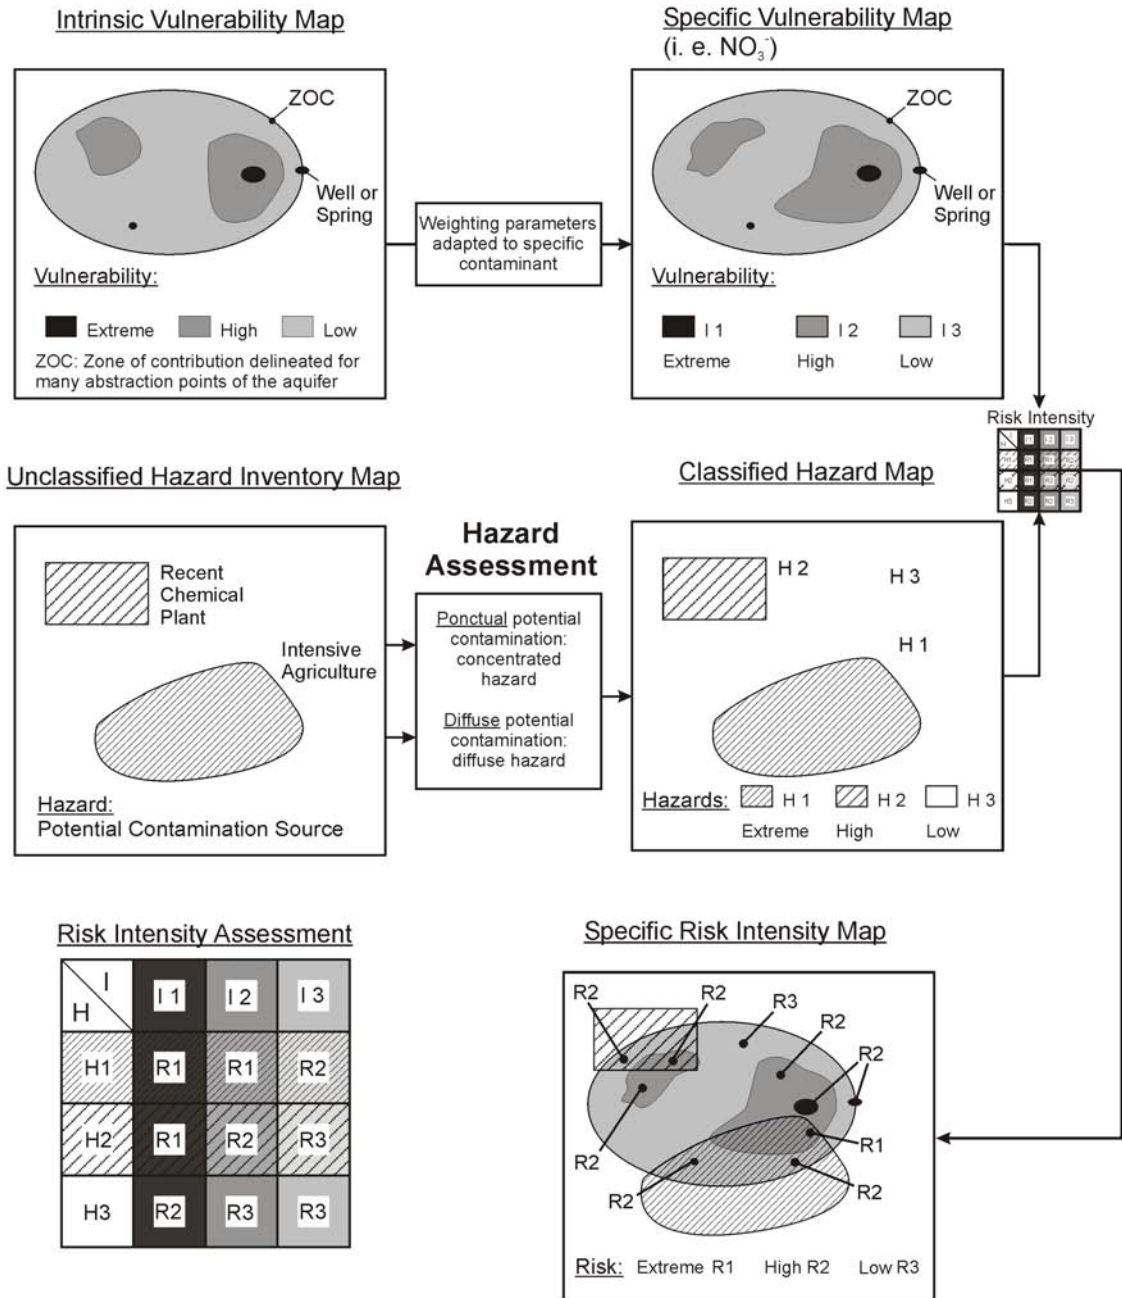 Intrinsic Vulnerability Map
ZOC
Well or
Spring
Vulnerability:
Extreme
High
Low
ZOC: Zone of contribution delineated for
many abstraction points of the aquifer
Weighting parameters
adapted to specific
contaminant
Specific Vulnerability Map
(i. e. NO₃⁻)
ZOC
Well or
Spring
Vulnerability:
I 1
I 2
I 3
Extreme
High
Low
Risk Intensity
Unclassified Hazard Inventory Map
Recent
Chemical
Plant
Intensive
Agriculture
Hazard:
Potential Contamination Source
Hazard
Assessment
Ponctual potential
contamination:
concentrated
hazard
Diffuse potential
contamination:
diffuse hazard
Classified Hazard Map
H 2
H 3
H 1
Hazards: H 1 H 2 H 3
Extreme High Low
Risk Intensity Assessment
I
H
I 1
I 2
I 3
H1
R1
R1
R2
H2
R1
R2
R3
H3
R2
R3
R3
Specific Risk Intensity Map
R2
R2
R3
R2
R2
R1
R2
R2
R2
Risk: Extreme R1 High R2 Low R3